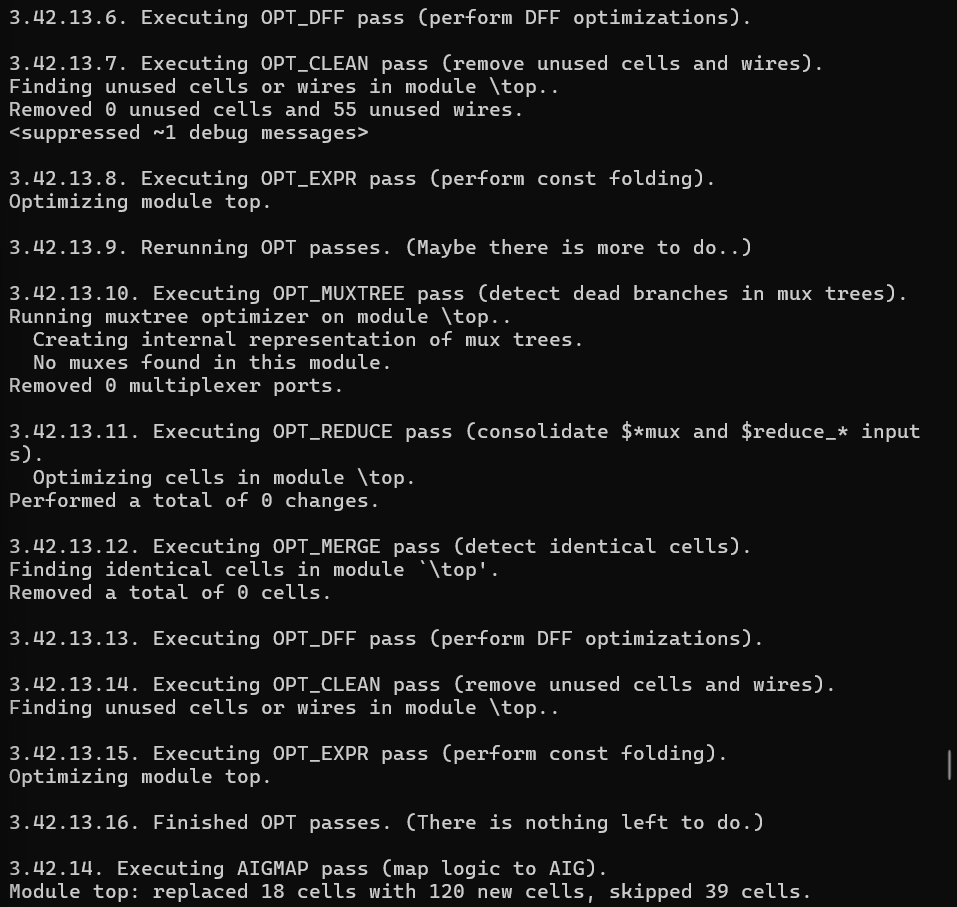 3.42.13.6. Executing OPT_DFF pass (perform DFF optimizations).

3.42.13.7. Executing OPT_CLEAN pass (remove unused cells and wires).
Finding unused cells or wires in module \top..
Removed 0 unused cells and 55 unused wires.
<suppressed ~1 debug messages>

3.42.13.8. Executing OPT_EXPR pass (perform const folding).
Optimizing module top.

3.42.13.9. Rerunning OPT passes. (Maybe there is more to do..)

3.42.13.10. Executing OPT_MUXTREE pass (detect dead branches in mux trees).
Running muxtree optimizer on module \top..
  Creating internal representation of mux trees.
  No muxes found in this module.
Removed 0 multiplexer ports.

3.42.13.11. Executing OPT_REDUCE pass (consolidate $*mux and $reduce_* input
s).
  Optimizing cells in module \top.
Performed a total of 0 changes.

3.42.13.12. Executing OPT_MERGE pass (detect identical cells).
Finding identical cells in module `\top'.
Removed a total of 0 cells.

3.42.13.13. Executing OPT_DFF pass (perform DFF optimizations).

3.42.13.14. Executing OPT_CLEAN pass (remove unused cells and wires).
Finding unused cells or wires in module \top..

3.42.13.15. Executing OPT_EXPR pass (perform const folding).
Optimizing module top.

3.42.13.16. Finished OPT passes. (There is nothing left to do.)

3.42.14. Executing AIGMAP pass (map logic to AIG).
Module top: replaced 18 cells with 120 new cells, skipped 39 cells.